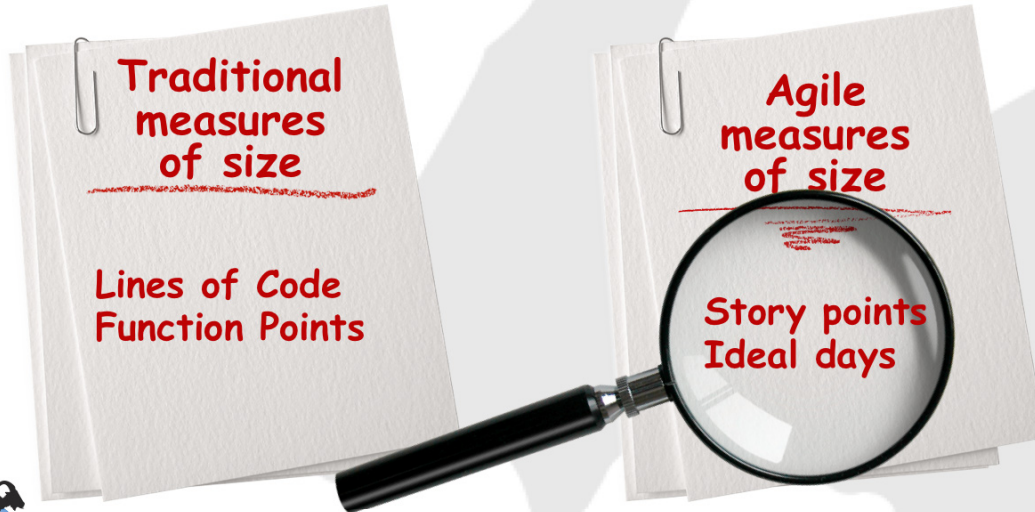 Traditional
measures
of size
Lines of Code
Function Points
Agile
measures
of size
Story points
Ideal days